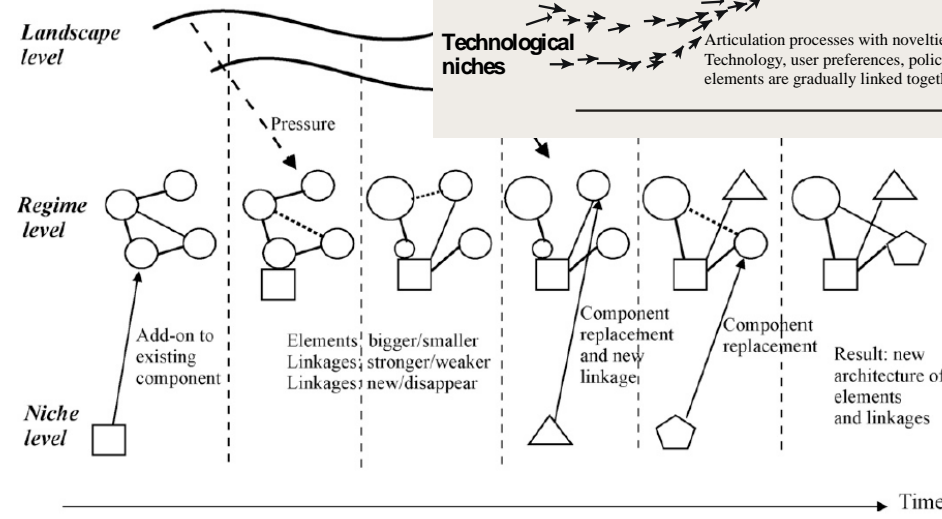 Landscape
level
Technological
niches
Articulation processes with novelties
Technology, user preferences, polic
elements are gradually linked togeth
Pressure
Regime
level
Add-on to
existing
component
Elements: bigger/smaller
Linkages: stronger/weaker
Linkages: new/disappear
Component
replacement
and new
linkage
Component
replacement
Result: new
architecture of
elements
and linkages
Niche
level
Time